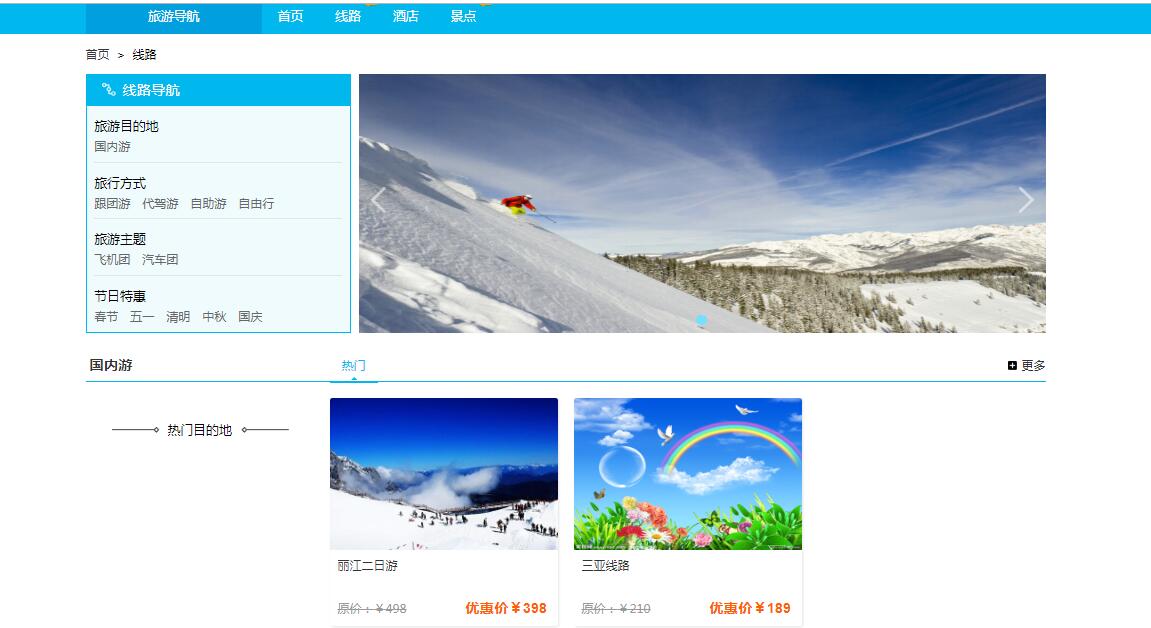 旅游导航 首页 线路 酒店 景点
首页 > 线路
线路导航
旅游目的地
国内游
旅行方式
跟团游 代驾游 自助游 自由行
旅游主题
飞机团 汽车团
节日特惠
春节 五一 清明 中秋 国庆
国内游 热门 更多
热门目的地
丽江二日游
原价：￥498 优惠价￥398
三亚线路
原价：￥210 优惠价￥189